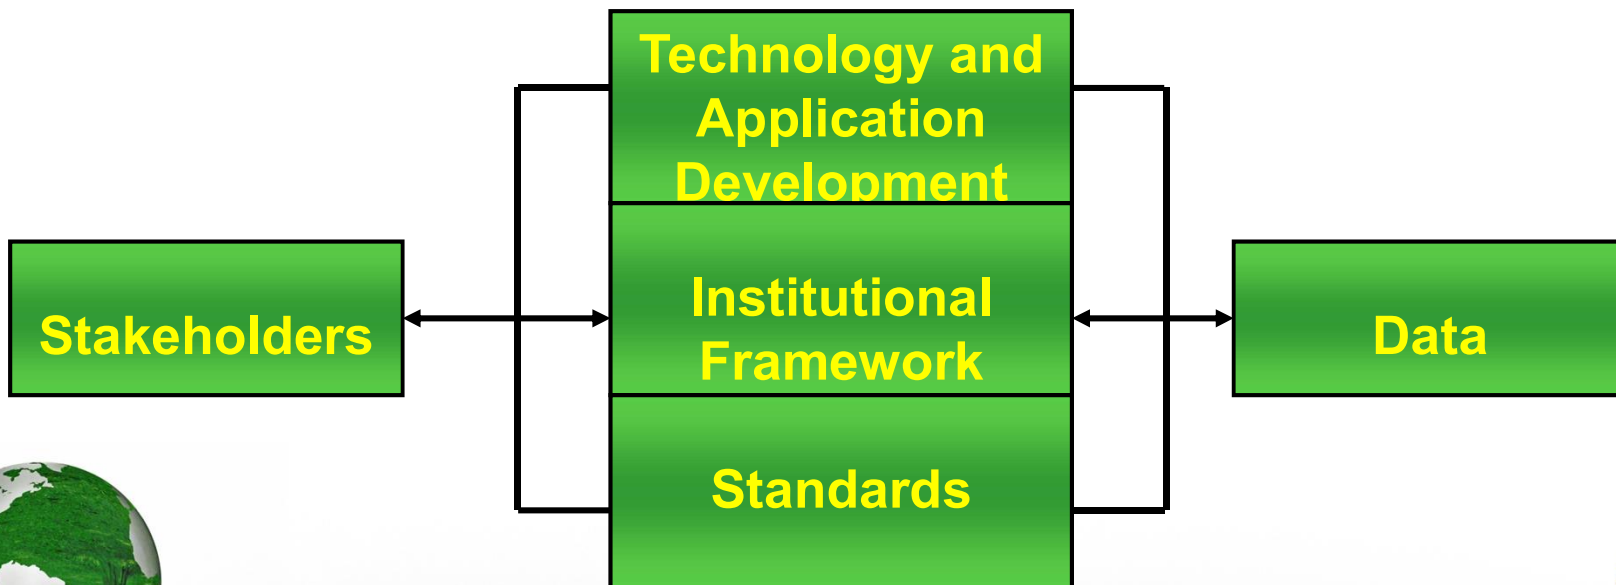 Technology and
Application
Development
Stakeholders
Institutional
Framework
Data
Standards